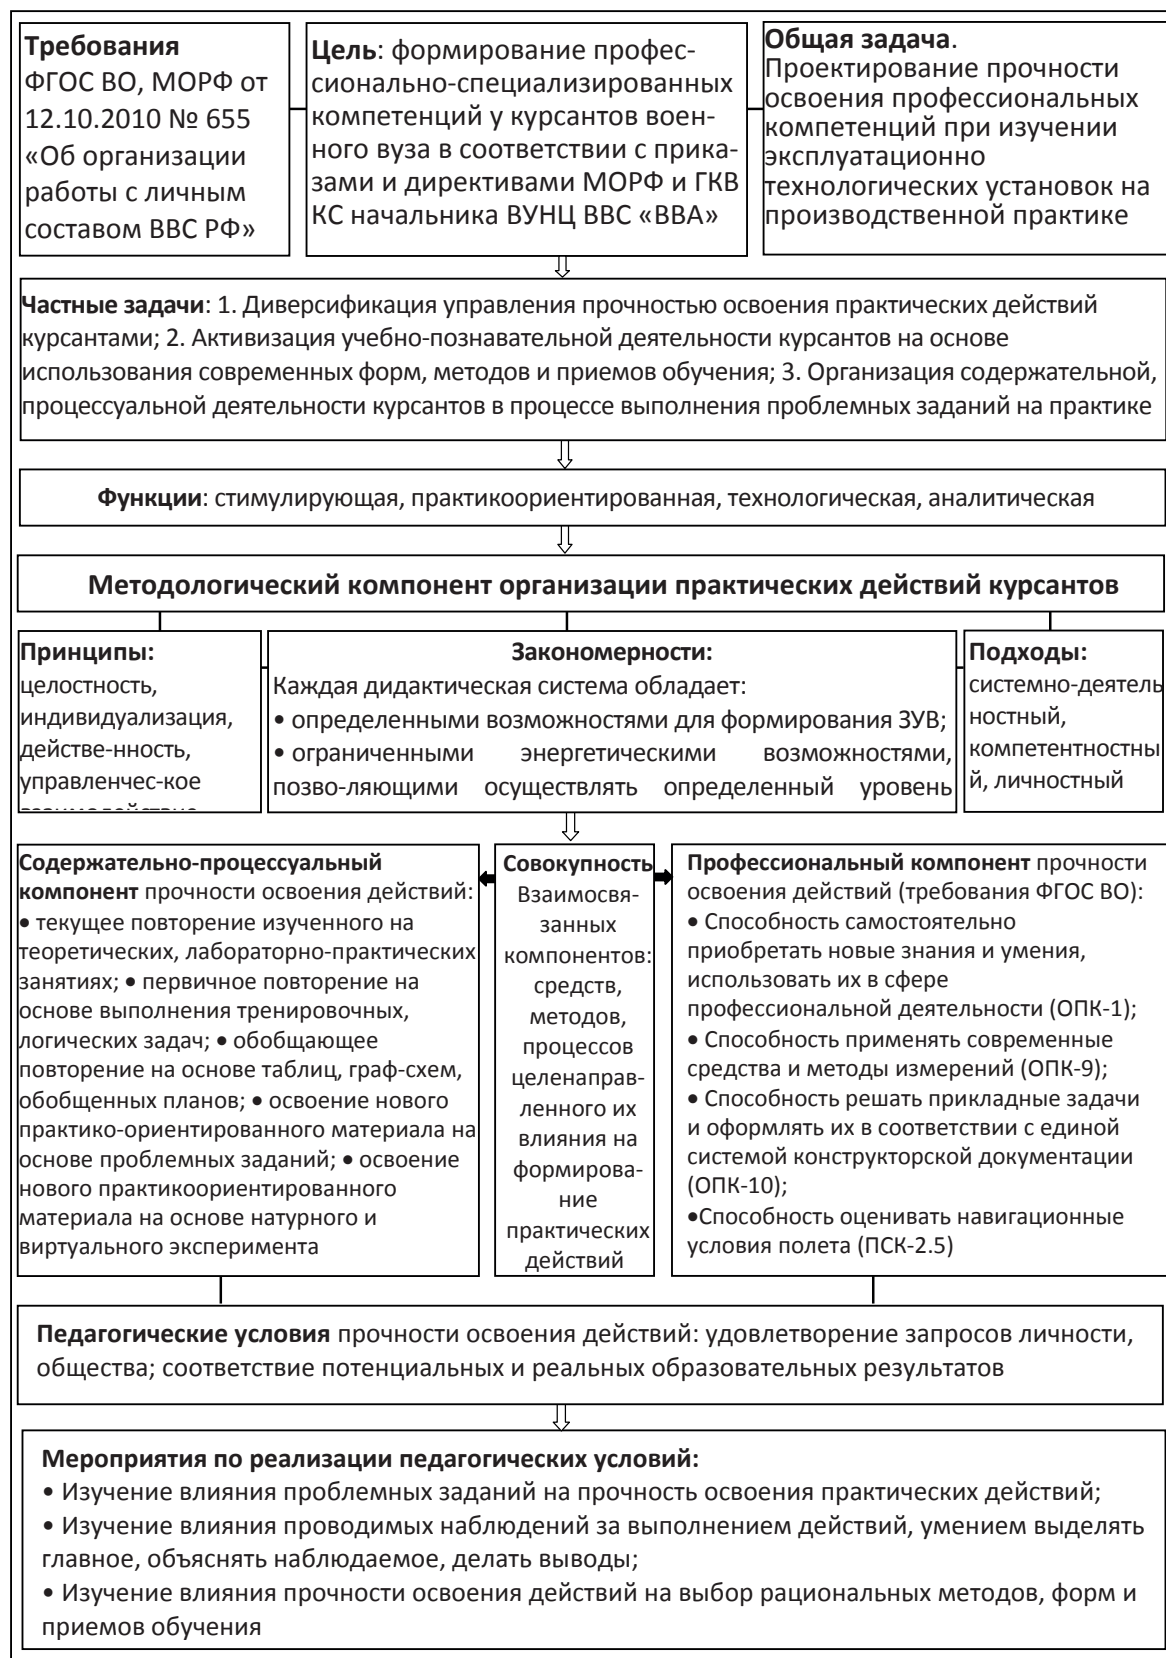 Требования
ФГОС ВО, МОРФ от
12.10.2010 № 655
«Об организации
работы с личным
составом ВВС РФ»
Цель: формирование профес-
сионально-специализированных
компетенций у курсантов воен-
ного вуза в соответствии с прика-
зами и директивами МОРФ и ГКВ
КС начальника ВУНЦ ВВС «ВВА»
Общая задача.
Проектирование прочности
освоения профессиональных
компетенций при изучении
эксплуатационно
технологических установок на
производственной практике
Частные задачи: 1. Диверсификация управления прочностью освоения практических действий
курсантами; 2. Активизация учебно-познавательной деятельности курсантов на основе
использования современных форм, методов и приемов обучения; 3. Организация содержательной,
процессуальной деятельности курсантов в процессе выполнения проблемных заданий на практике
Функции: стимулирующая, практикоориентированная, технологическая, аналитическая
Методологический компонент организации практических действий курсантов
Принципы:
целостность,
индивидуализация,
действе-нность,
управленчес-кое
Закономерности:
Каждая дидактическая система обладает:
• определенными возможностями для формирования ЗУВ;
• ограниченными энергетическими возможностями,
позво-ляющими осуществлять определенный уровень
Подходы:
системно-деятель
ностный,
компетентностны
й, личностный
Содержательно-процессуальный
компонент прочности освоения действий:
• текущее повторение изученного на
теоретических, лабораторно-практических
занятиях; • первичное повторение на
основе выполнения тренировочных,
логических задач; • обобщающее
повторение на основе таблиц, граф-схем,
обобщенных планов; • освоение нового
практико-ориентированного материала на
основе проблемных заданий; • освоение
нового практикоориентированного
материала на основе натурного и
виртуального эксперимента
Совокупность
Взаимосвя-
занных
компонентов:
средств,
методов,
процессов
целенаправ-
ленного их
влияния на
формирова-
ние
практических
действий
Профессиональный компонент прочности
освоения действий (требования ФГОС ВО):
• Способность самостоятельно
приобретать новые знания и умения,
использовать их в сфере
профессиональной деятельности (ОПК-1);
• Способность применять современные
средства и методы измерений (ОПК-9);
• Способность решать прикладные задачи
и оформлять их в соответствии с единой
системой конструкторской документации
(ОПК-10);
•Способность оценивать навигационные
условия полета (ПСК-2.5)
Педагогические условия прочности освоения действий: удовлетворение запросов личности,
общества; соответствие потенциальных и реальных образовательных результатов
Мероприятия по реализации педагогических условий:
• Изучение влияния проблемных заданий на прочность освоения практических действий;
• Изучение влияния проводимых наблюдений за выполнением действий, умением выделять
главное, объяснять наблюдаемое, делать выводы;
• Изучение влияния прочности освоения действий на выбор рациональных методов, форм и
приемов обучения